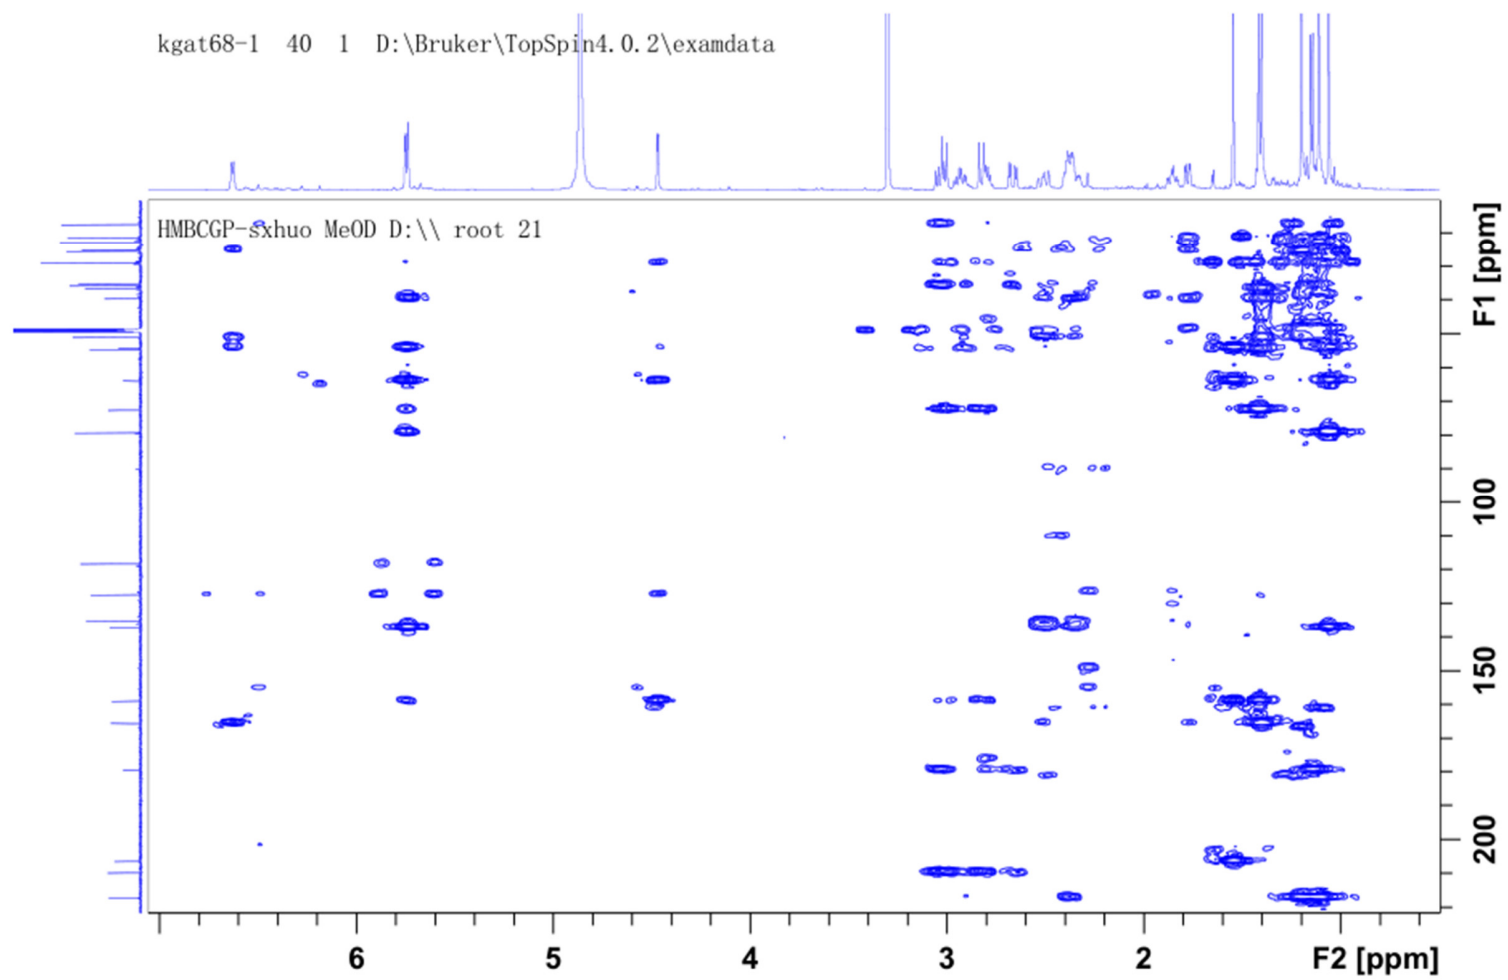 kgat68-1 40 1 D:\Bruker\TopSpin4.0.2\examdata
HMBCGP-sxhuo MeOD D:\\ root 21
F1 [ppm]
100
150
200
6
5
4
3
2
F2 [ppm]